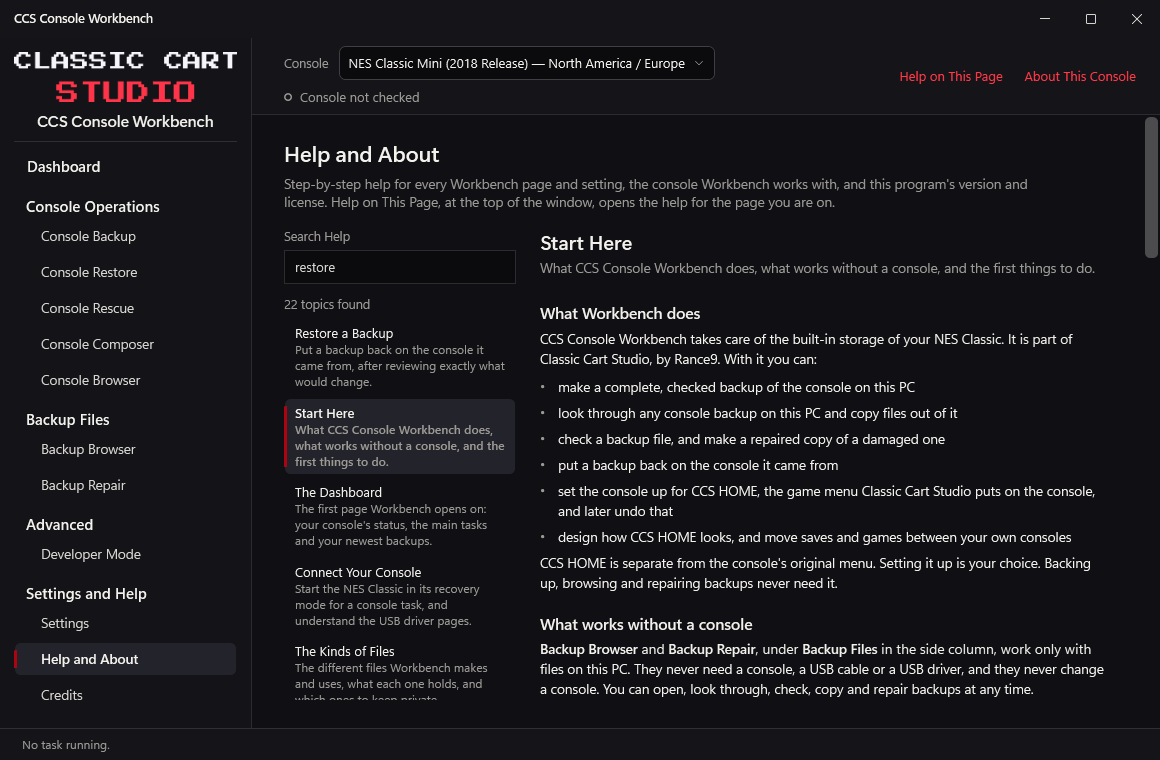 CCS Console Workbench
CLASSIC CART
STUDIO
CCS Console Workbench
Dashboard
Console Operations
Console Backup
Console Restore
Console Rescue
Console Composer
Console Browser
Backup Files
Backup Browser
Backup Repair
Advanced
Developer Mode
Settings and Help
Settings
Help and About
Credits
Console
NES Classic Mini (2018 Release) — North America / Europe
Console not checked
Help on This Page
About This Console
Help and About
Step-by-step help for every Workbench page and setting, the console Workbench works with, and this program's version and
license. Help on This Page, at the top of the window, opens the help for the page you are on.
Search Help
restore
22 topics found
Restore a Backup
Put a backup back on the console it
came from, after reviewing exactly what
would change.
Start Here
What CCS Console Workbench does,
what works without a console, and the
first things to do.
The Dashboard
The first page Workbench opens on:
your console's status, the main tasks
and your newest backups.
Connect Your Console
Start the NES Classic in its recovery
mode for a console task, and
understand the USB driver pages.
The Kinds of Files
The different files Workbench makes
and uses, what each one holds, and
which ones to keep private.
Start Here
What CCS Console Workbench does, what works without a console, and the first things to do.
What Workbench does
CCS Console Workbench takes care of the built-in storage of your NES Classic. It is part of
Classic Cart Studio, by Rance9. With it you can:
• make a complete, checked backup of the console on this PC
• look through any console backup on this PC and copy files out of it
• check a backup file, and make a repaired copy of a damaged one
• put a backup back on the console it came from
• set the console up for CCS HOME, the game menu Classic Cart Studio puts on the console,
and later undo that
• design how CCS HOME looks, and move saves and games between your own consoles
CCS HOME is separate from the console's original menu. Setting it up is your choice. Backing
up, browsing and repairing backups never need it.
What works without a console
Backup Browser and Backup Repair, under Backup Files in the side column, work only with
files on this PC. They never need a console, a USB cable or a USB driver, and they never change
a console. You can open, look through, check, copy and repair backups at any time.
No task running.